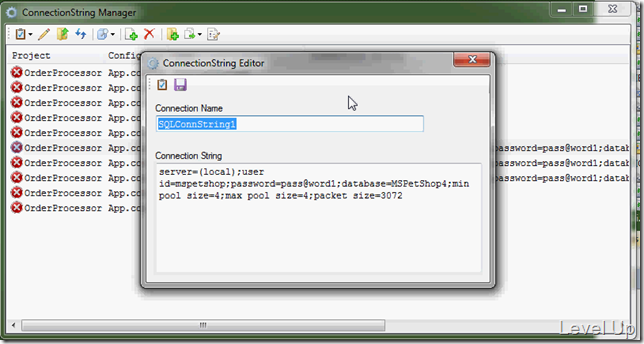 ConnectionString Manager
Project Config
ConnectionString Editor
Connection Name
SQLConnString1
Connection String
server=(local);user
id=mspetshop;password=pass@word1;database=MSPetShop4;min
pool size=4;max pool size=4;packet size=3072
OrderProcessor App.co
OrderProcessor App.co
OrderProcessor App.co
OrderProcessor App.co
OrderProcessor App.co
OrderProcessor App.co password=pass@word1;datab
OrderProcessor App.co password=pass@word1;datab
OrderProcessor App.co password=pass@word1;datab
OrderProcessor App.co
OrderProcessor App.co
Level Up